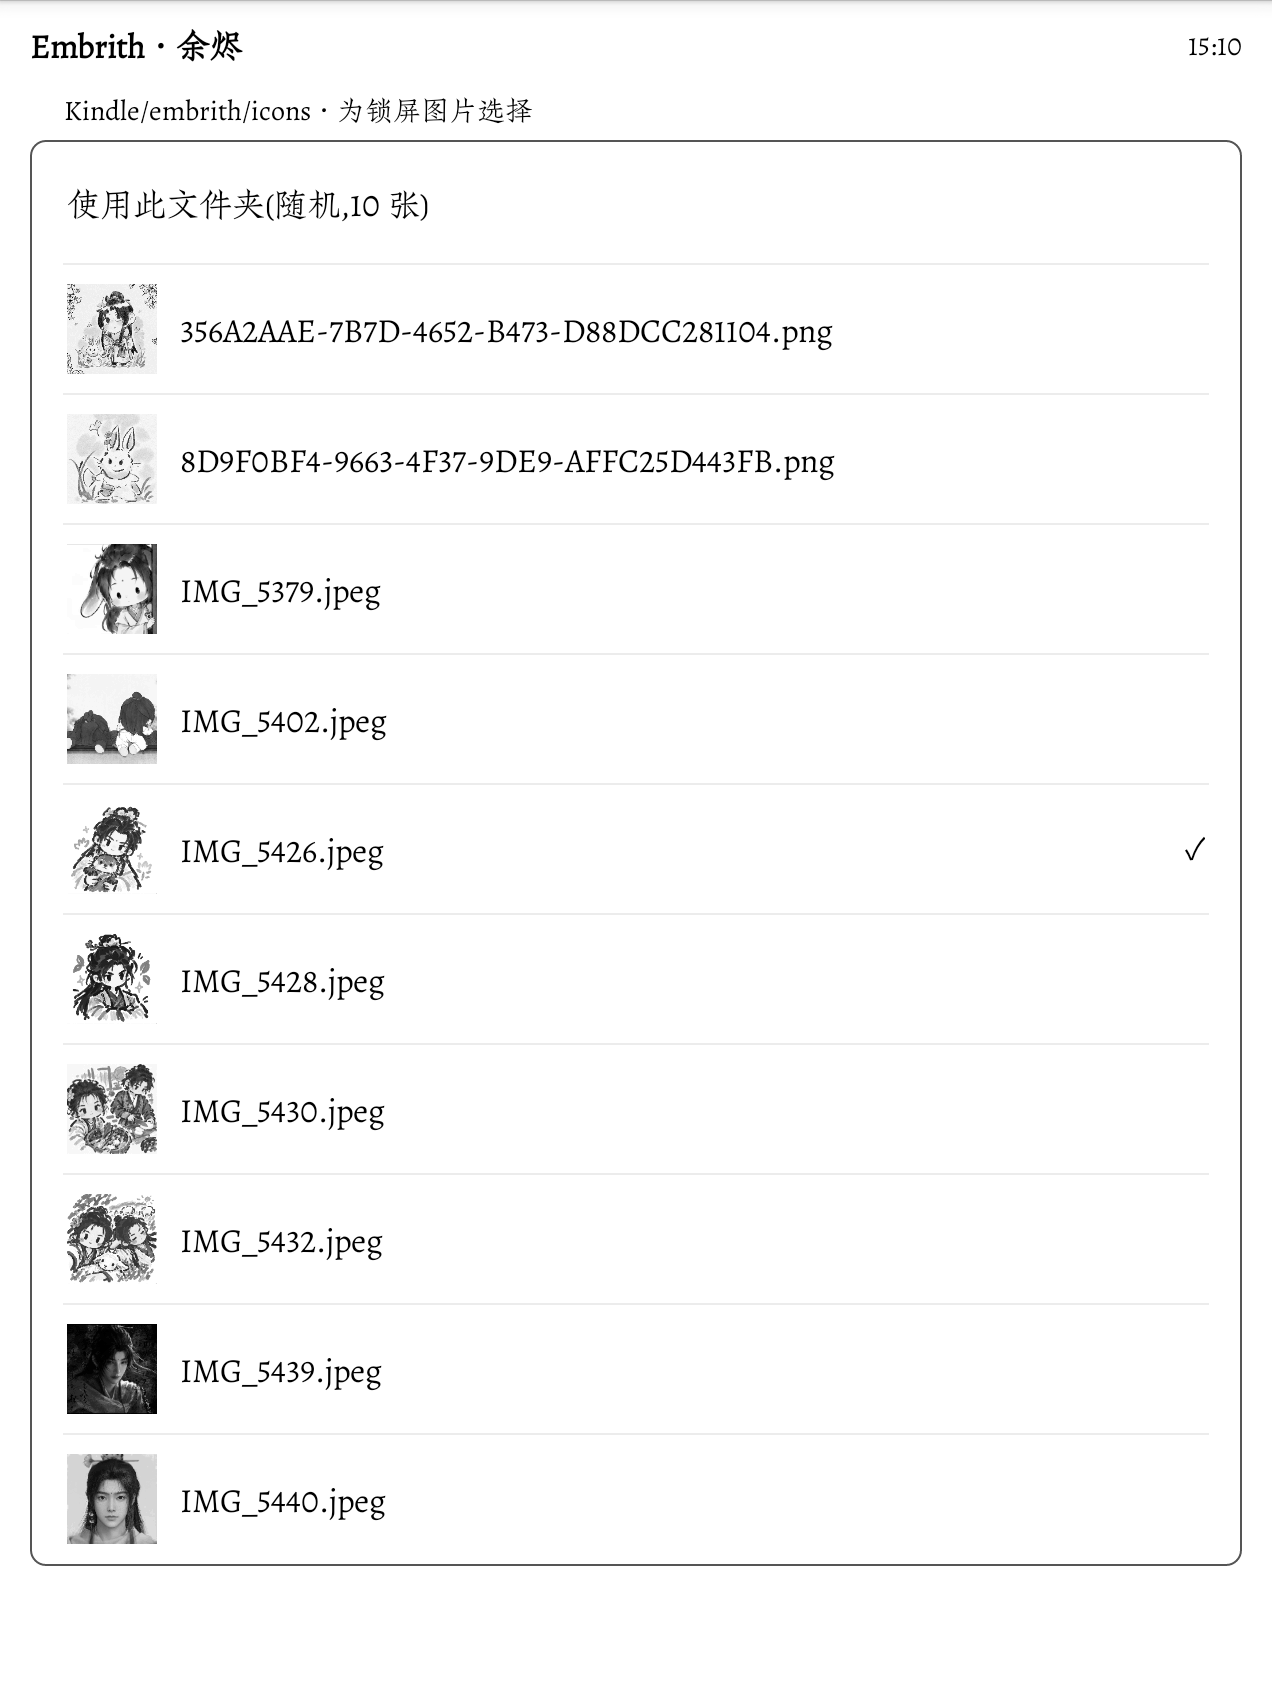 Embrith · 余烬
15:10
Kindle/embrith/icons · 为锁屏图片选择
使用此文件夹(随机,10 张)
356A2AAE-7B7D-4652-B473-D88DCC281104.png
8D9F0BF4-9663-4F37-9DE9-AFFC25D443FB.png
IMG_5379.jpeg
IMG_5402.jpeg
IMG_5426.jpeg
✓
IMG_5428.jpeg
IMG_5430.jpeg
IMG_5432.jpeg
IMG_5439.jpeg
IMG_5440.jpeg